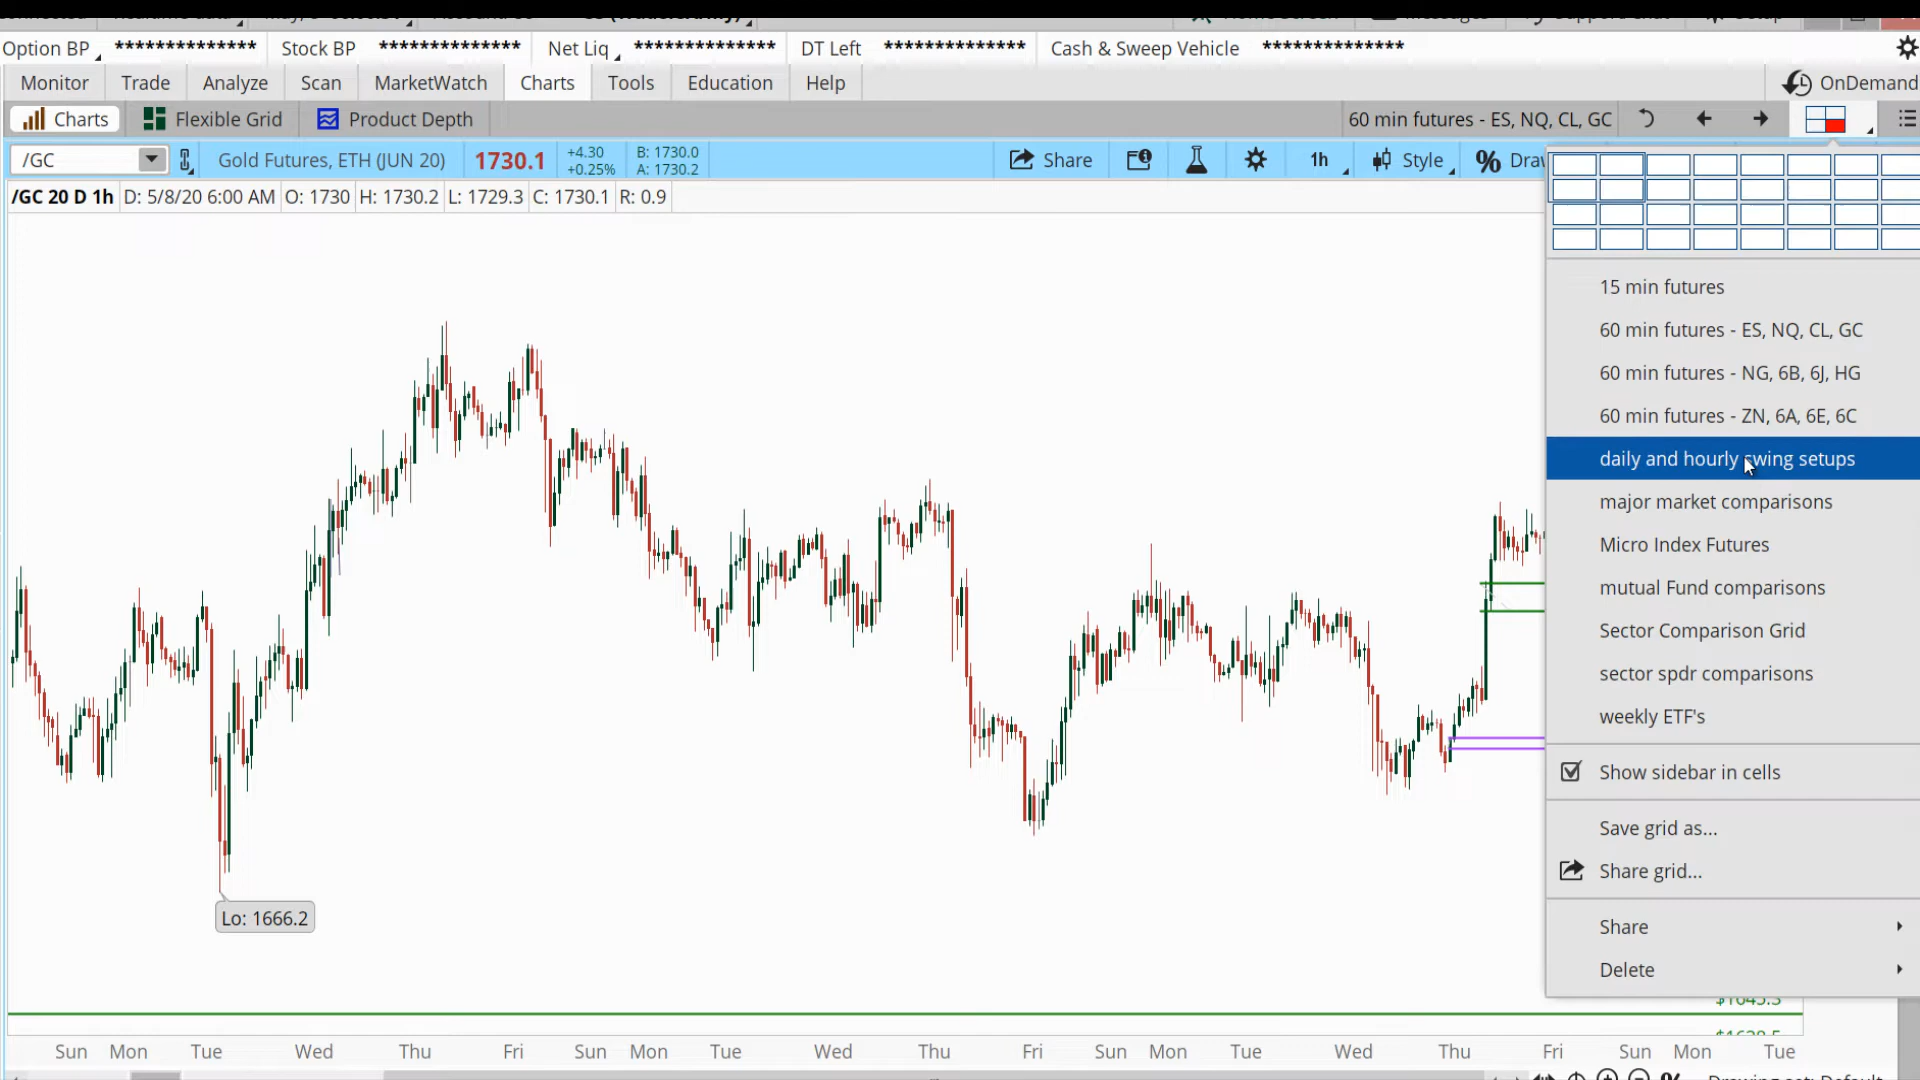 Option BP ************** Stock BP ************** Net Liq ************** DT Left ************** Cash & Sweep Vehicle **************
Monitor Trade Analyze Scan MarketWatch Charts Tools Education Help OnDemand
Charts Flexible Grid Product Depth 60 min futures - ES, NQ, CL, GC
/GC Gold Futures, ETH (JUN 20) 1730.1 +4.30 +0.25% B: 1730.0 A: 1730.2 Share 1h Style
/GC 20 D 1h D: 5/8/20 6:00 AM O: 1730 H: 1730.2 L: 1729.3 C: 1730.1 R: 0.9
15 min futures
60 min futures - ES, NQ, CL, GC
60 min futures - NG, 6B, 6J, HG
60 min futures - ZN, 6A, 6E, 6C
daily and hourly swing setups
major market comparisons
Micro Index Futures
mutual Fund comparisons
Sector Comparison Grid
sector spdr comparisons
weekly ETF's
Show sidebar in cells
Save grid as...
Share grid...
Share
Delete
Lo: 1666.2
Sun Mon Tue Wed Thu Fri Sun Mon Tue Wed Thu Fri Sun Mon Tue Wed Thu Fri Sun Mon Tue
Drawing set: Default